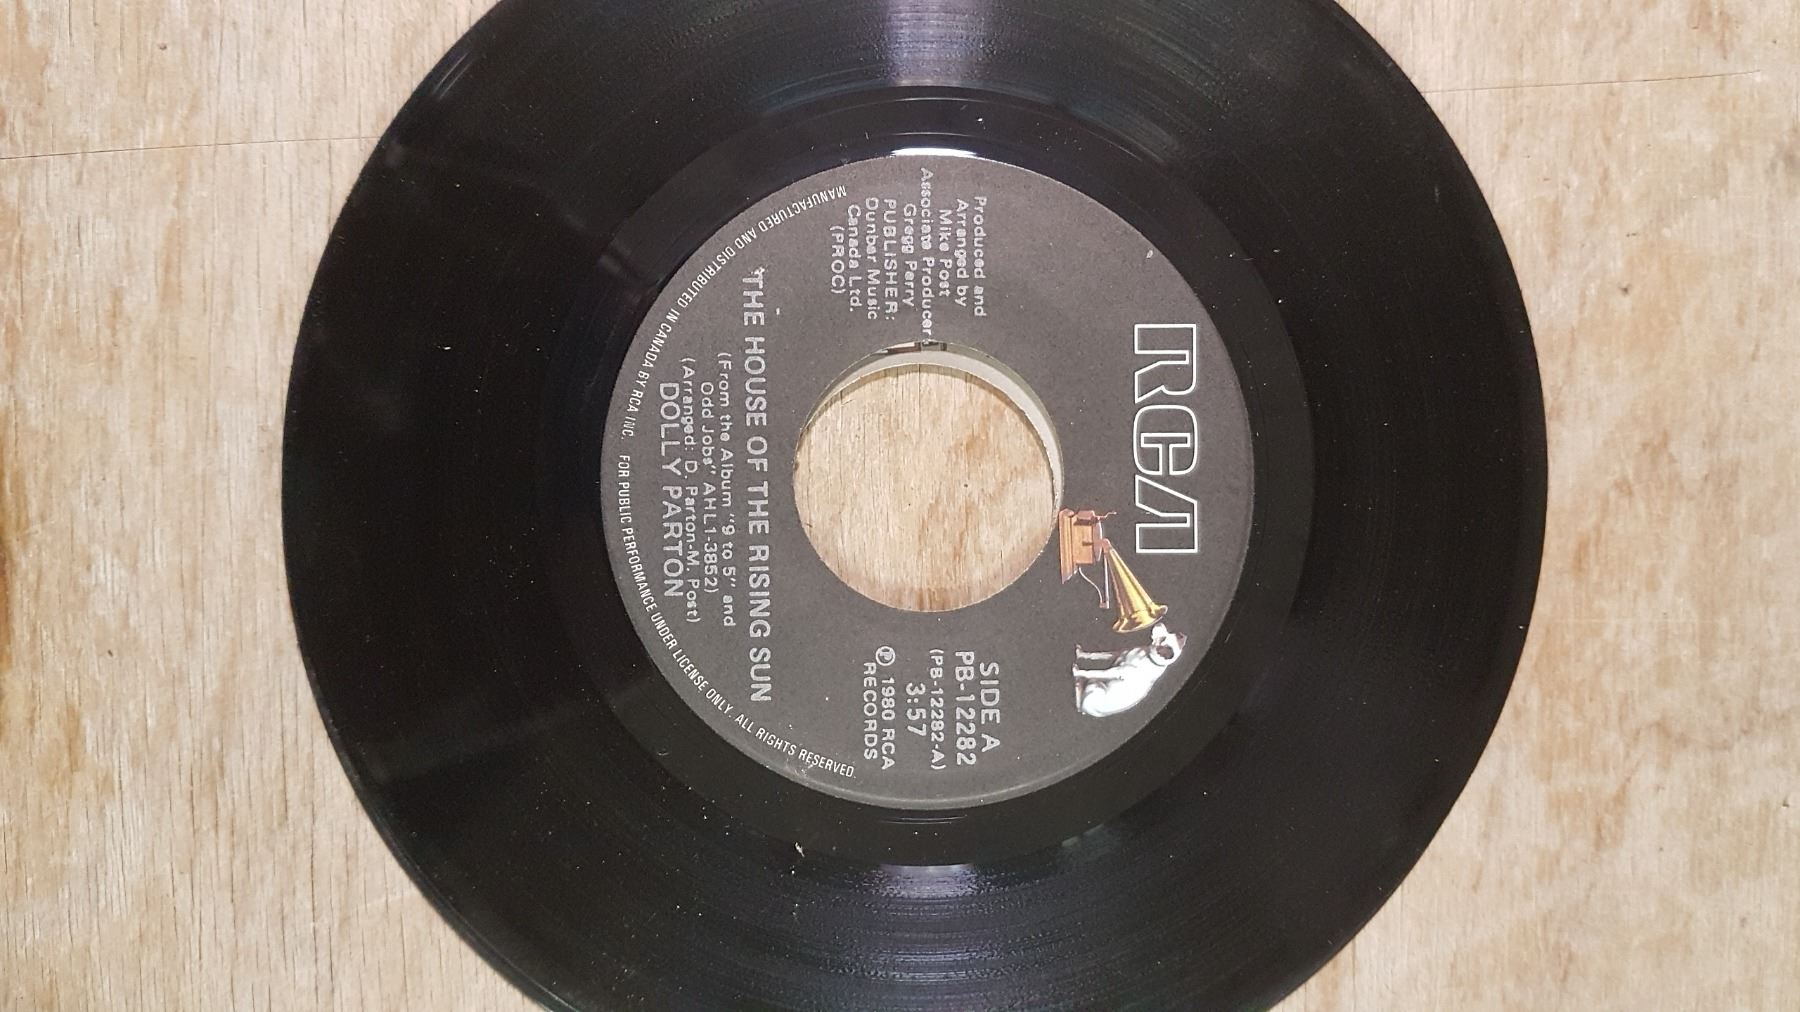 RCA
Produced and
Arranged by
Mike Post
Associate Producer:
Gregg Perry
PUBLISHER:
Dunbar Music
Canada Ltd.
(PROC)
SIDE A
PB-12282
(PB-12282-A)
3:57
℗ 1980 RCA
RECORDS
THE HOUSE OF THE RISING SUN
(From the Album "9 to 5" and
Odd Jobs" AHL1-3852)
(Arranged: D. Parton-M. Post)
DOLLY PARTON
MANUFACTURED AND DISTRIBUTED IN CANADA BY RCA INC. FOR PUBLIC PERFORMANCE UNDER LICENSE ONLY. ALL RIGHTS RESERVED.